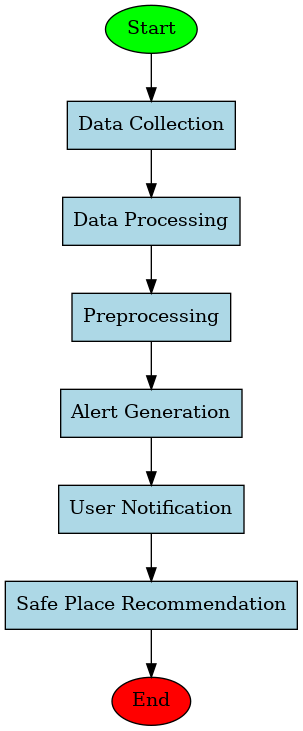 Start
Data Collection
Data Processing
Preprocessing
Alert Generation
User Notification
Safe Place Recommendation
End